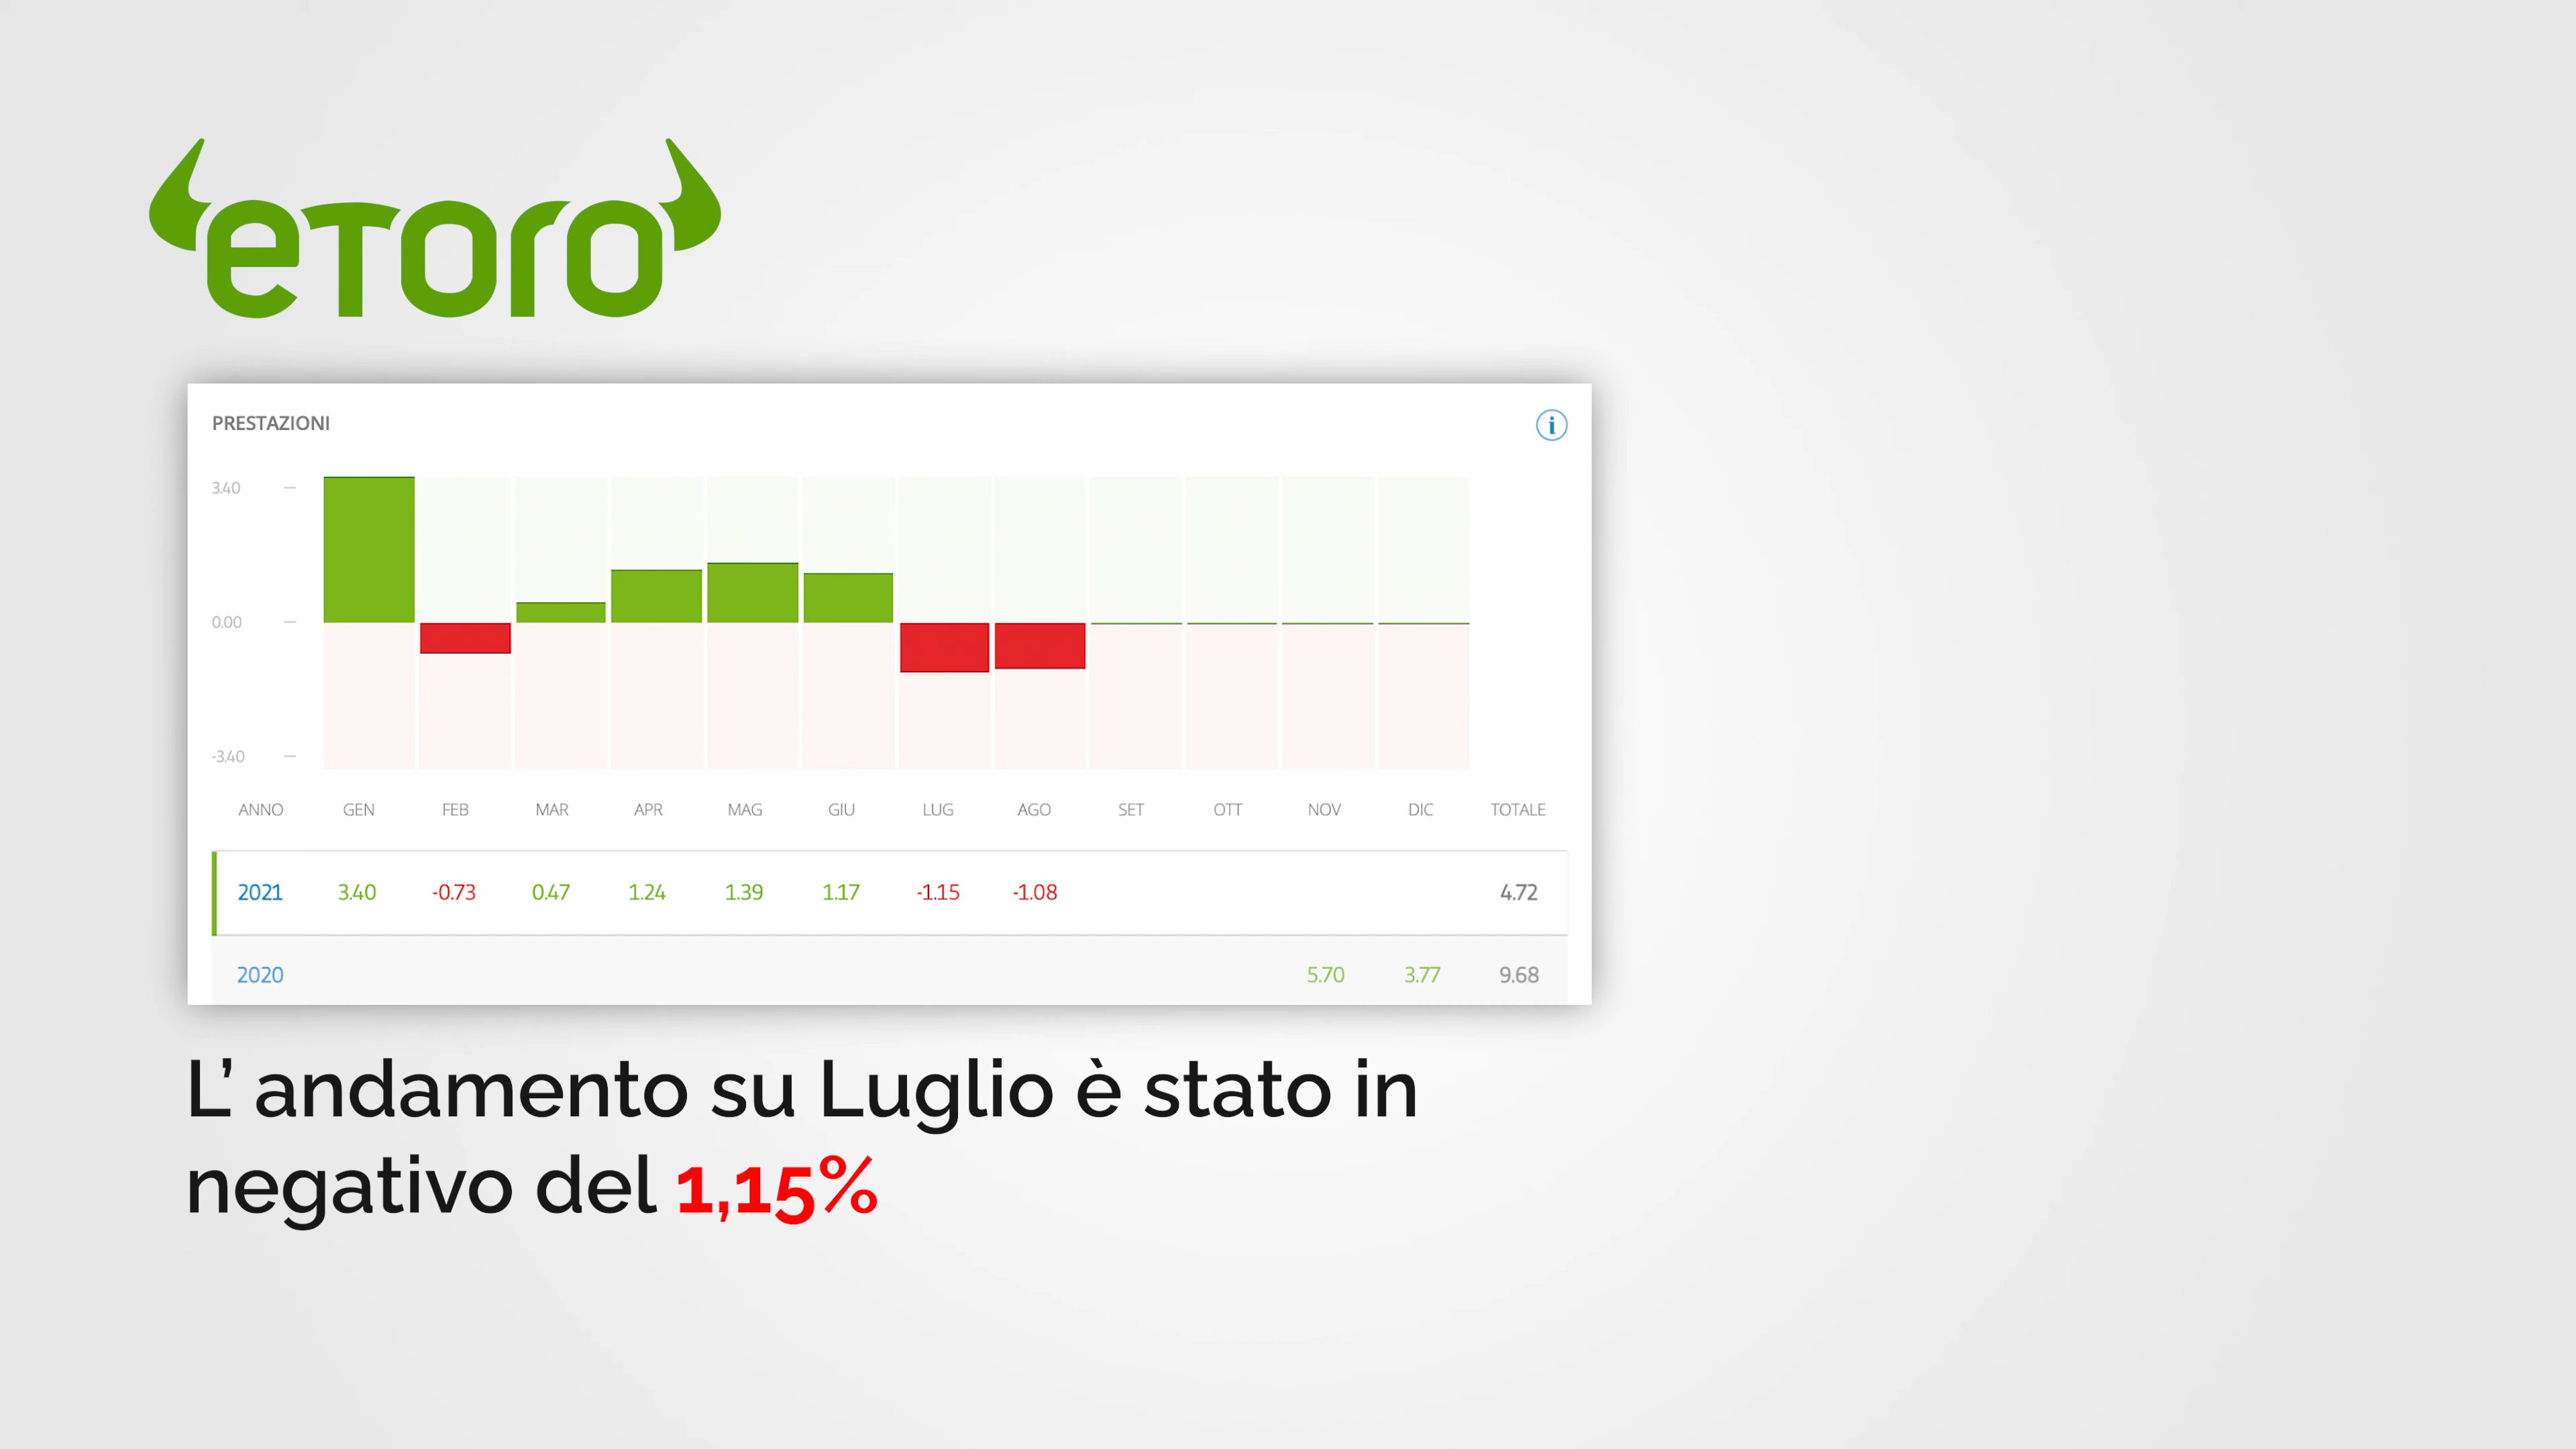 eToro
PRESTAZIONI
i
3.40
0.00
-3.40
ANNO GEN FEB MAR APR MAG GIU LUG AGO SET OTT NOV DIC TOTALE
2021 3.40 -0.73 0.47 1.24 1.39 1.17 -1.15 -1.08 4.72
2020 5.70 3.77 9.68
L’ andamento su Luglio è stato in
negativo del 1,15%